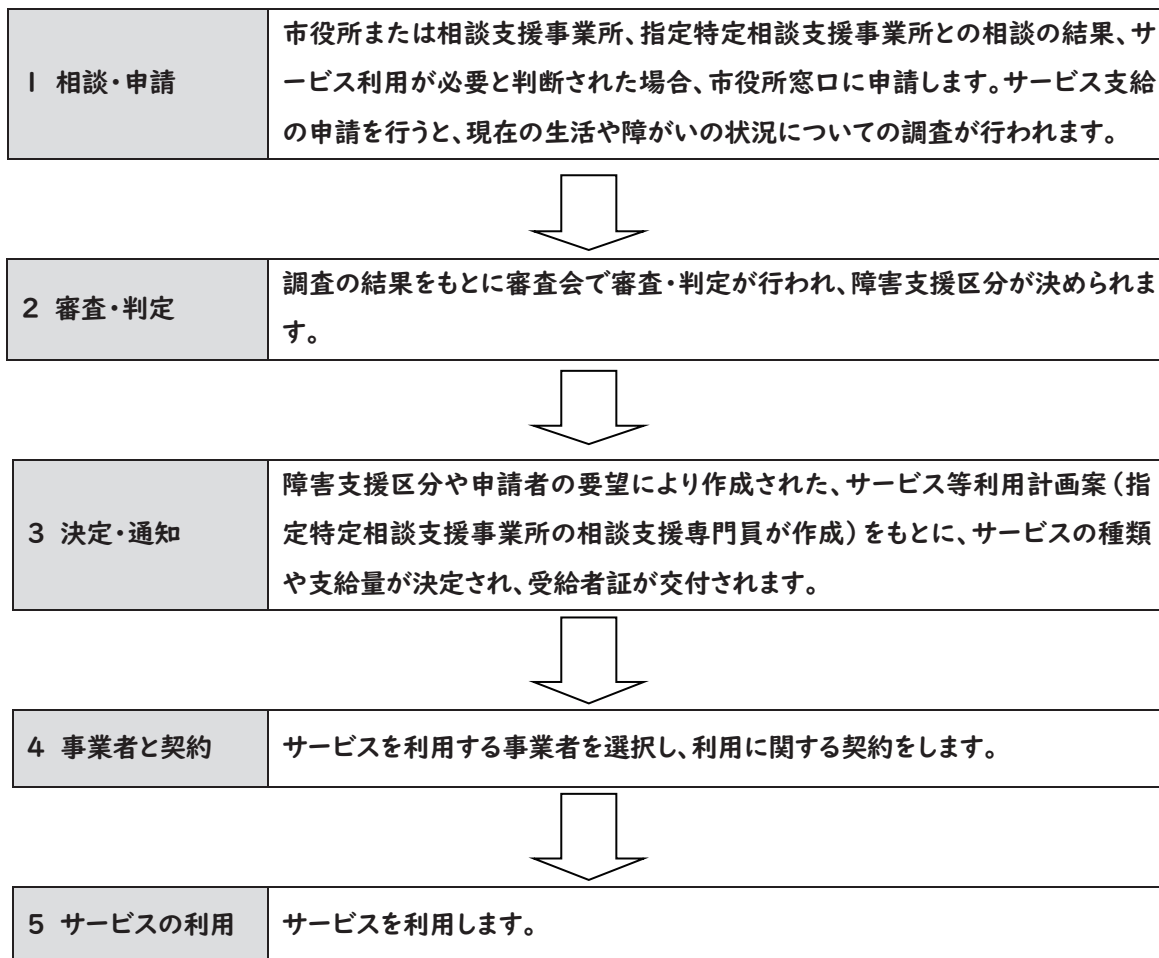 1 相談・申請
市役所または相談支援事業所、指定特定相談支援事業所との相談の結果、サ
ービス利用が必要と判断された場合、市役所窓口に申請します。サービス支給
の申請を行うと、現在の生活や障がいの状況についての調査が行われます。
2 審査・判定
調査の結果をもとに審査会で審査・判定が行われ、障害支援区分が決められま
す。
3 決定・通知
障害支援区分や申請者の要望により作成された、サービス等利用計画案（指
定特定相談支援事業所の相談支援専門員が作成）をもとに、サービスの種類
や支給量が決定され、受給者証が交付されます。
4 事業者と契約
サービスを利用する事業者を選択し、利用に関する契約をします。
5 サービスの利用
サービスを利用します。